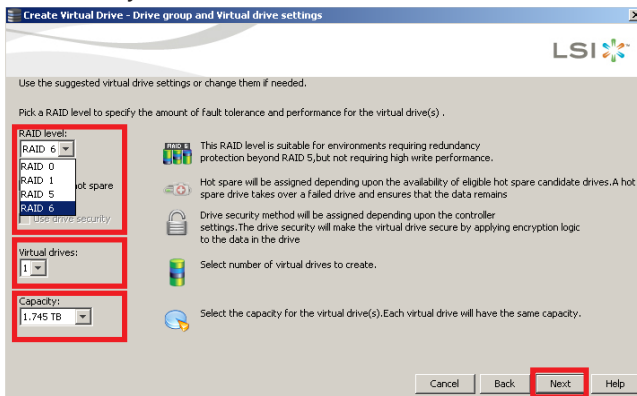 Create Virtual Drive - Drive group and Virtual drive settings
LSI
Use the suggested virtual drive settings or change them if needed.
Pick a RAID level to specify the amount of fault tolerance and performance for the virtual drive(s) .
RAID level:
RAID 6
RAID 0
RAID 1
RAID 5
RAID 6
hot spare
Use drive security
RAID 6
This RAID level is suitable for environments requiring redundancy
protection beyond RAID 5,but not requiring high write performance.
Hot spare will be assigned depending upon the availability of eligible hot spare candidate drives.A hot
spare drive takes over a failed drive and ensures that the data remains
Drive security method will be assigned depending upon the controller
settings.The drive security will make the virtual drive secure by applying encryption logic
to the data in the drive
Virtual drives:
1
Select number of virtual drives to create.
Capacity:
1.745 TB
Select the capacity for the virtual drive(s).Each virtual drive will have the same capacity.
Cancel
Back
Next
Help